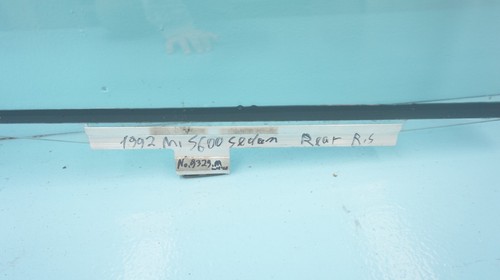 1992 M. S600 Sedan Rear R.S
No. 8329.M